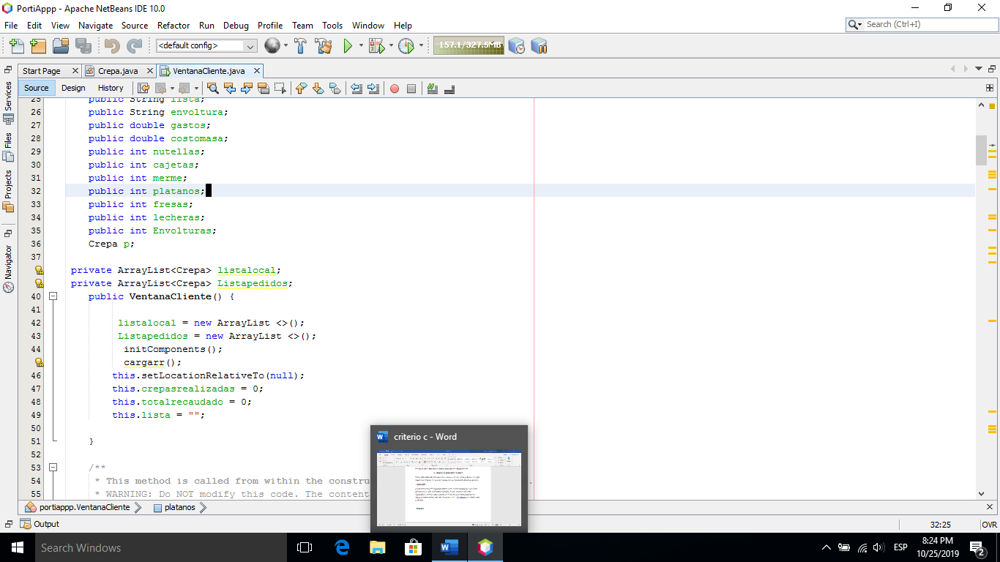 PortiAppp - Apache NetBeans IDE 10.0
File Edit View Navigate Source Refactor Run Debug Profile Team Tools Window Help
Search (Ctrl+I)
<default config>
157.1/327.5MB
Start Page
Crepa.java
VentanaCliente.java
Source Design History
Services
Files
Projects
Navigator
25 public String lista;
26 public String envoltura;
27 public double gastos;
28 public double costomasa;
29 public int nutellas;
30 public int cajetas;
31 public int merme;
32 public int platanos;
33 public int fresas;
34 public int lecheras;
35 public int Envolturas;
36 Crepa p;
37
private ArrayList<Crepa> listalocal;
private ArrayList<Crepa> Listapedidos;
40 public VentanaCliente() {
41
42 listalocal = new ArrayList <>();
43 Listapedidos = new ArrayList <>();
44 initComponents();
cargarr();
46 this.setLocationRelativeTo(null);
47 this.crepasrealizadas = 0;
48 this.totalrecaudado = 0;
49 this.lista = "";
50
51 }
52
53 /**
54 * This method is called from within the constru
55 * WARNING: Do NOT modify this code. The content
criterio c - Word
portiappp.VentanaCliente
platanos
Output
32:25
OVR
Search Windows
ESP
8:24 PM
10/25/2019
2